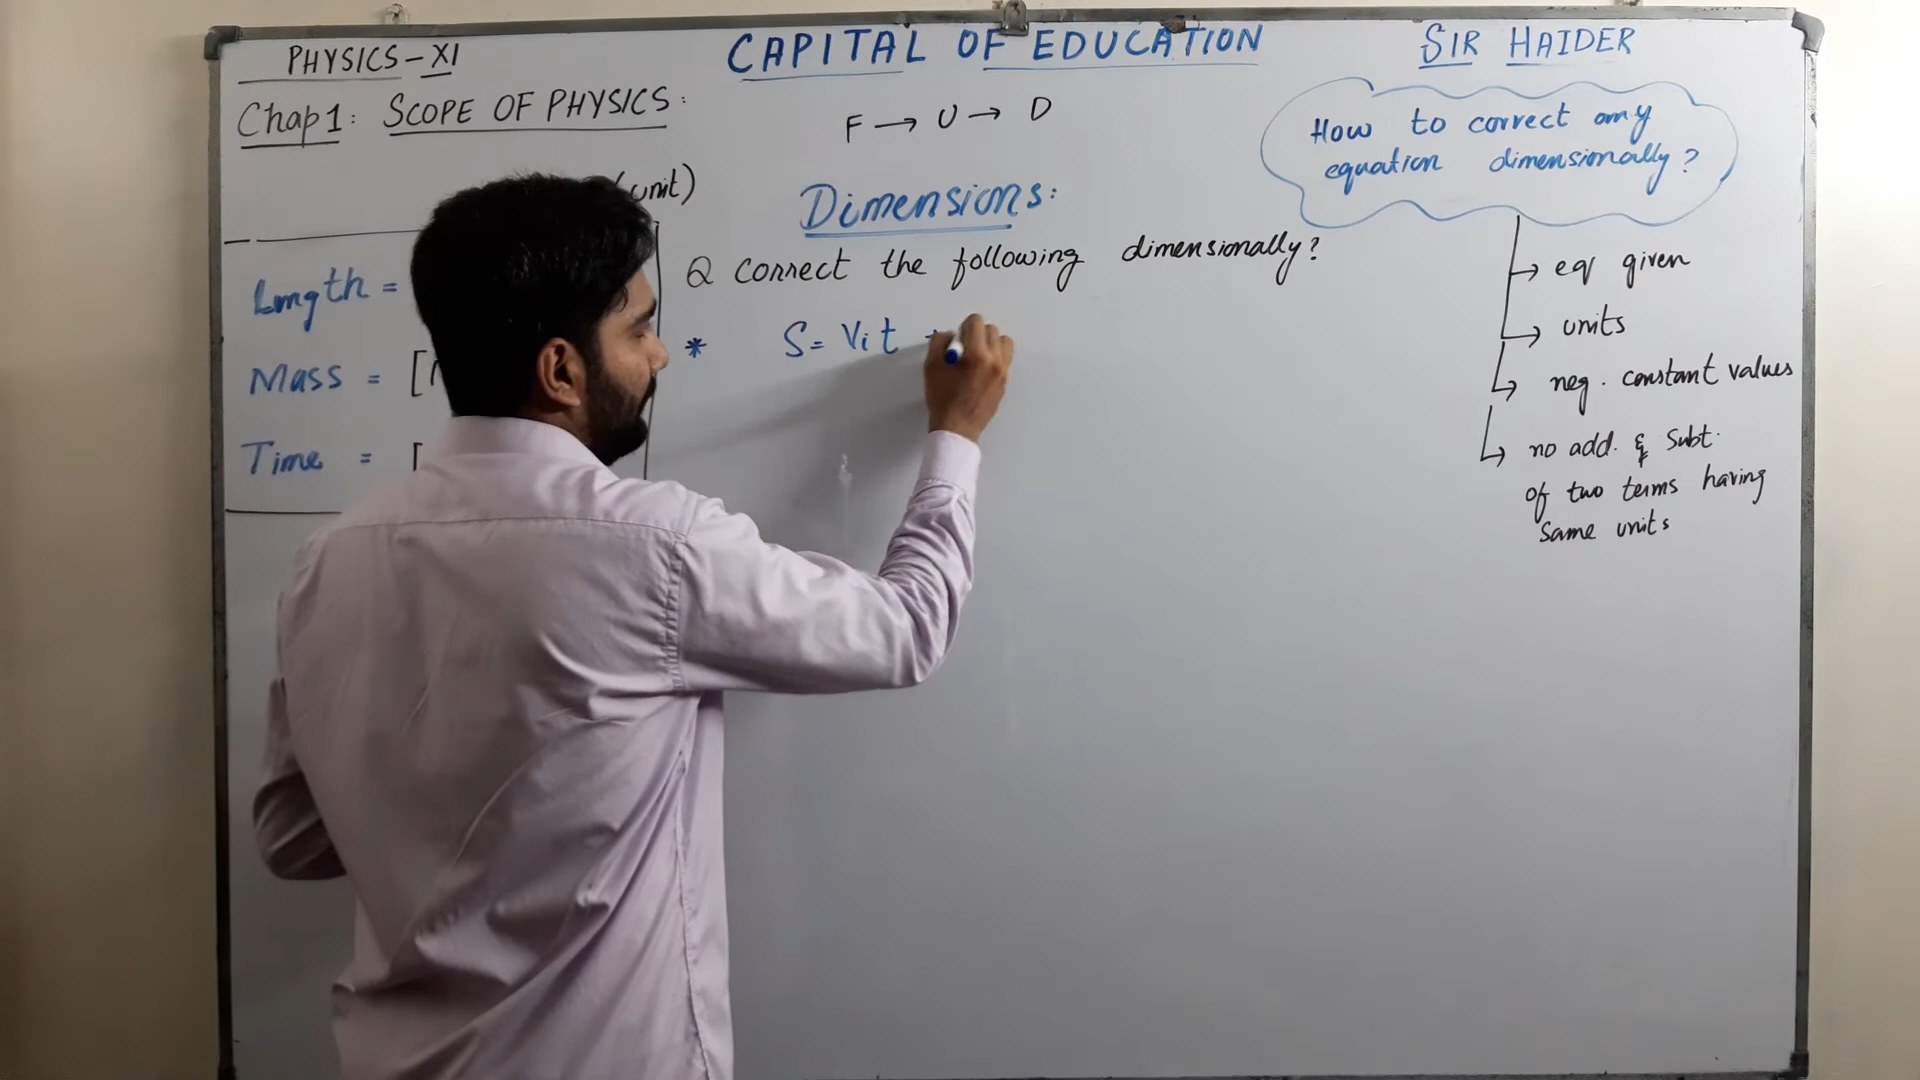 PHYSICS-XI
CAPITAL OF EDUCATION
SIR HAIDER
Chap1: SCOPE OF PHYSICS:
F → U → D
(unit)
Length =
Mass = [
Time = [
Dimensions:
Q Correct the following dimensionally?
* S = Vi t +
How to correct any
equation dimensionally?
→ eq given
→ units
→ neg. constant values
→ no add. & Subt.
of two terms having
same units